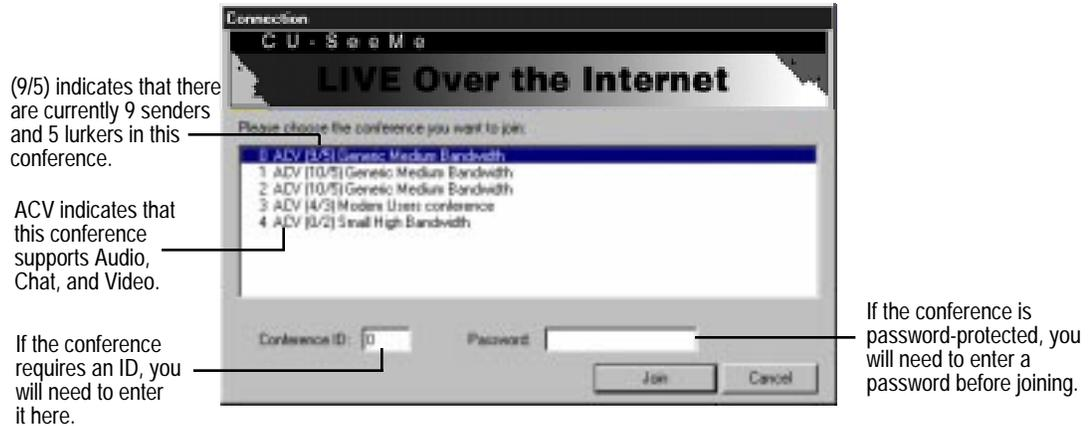 Connection
CU-SeeMe
LIVE Over the Internet
(9/5) indicates that there
are currently 9 senders
and 5 lurkers in this
conference.
Please choose the conference you want to join:
0 ACV (9/5) Generic Medium Bandwidth
1 ACV (10/5) Generic Medium Bandwidth
2 ACV (10/5) Generic Medium Bandwidth
3 ACV (4/3) Modem Users conference
4 ACV (0/2) Small High Bandwidth
ACV indicates that
this conference
supports Audio,
Chat, and Video.
Conference ID: 0
Password:
Join
Cancel
If the conference
requires an ID, you
will need to enter
it here.
If the conference is
password-protected, you
will need to enter a
password before joining.